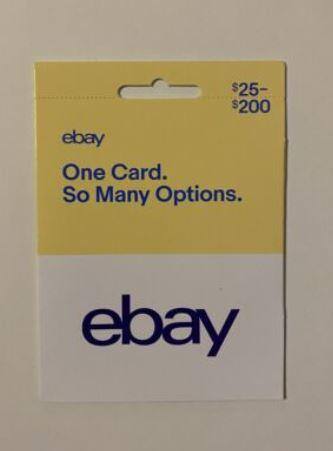 $25–
$200
ebay
One Card.
So Many Options.
ebay